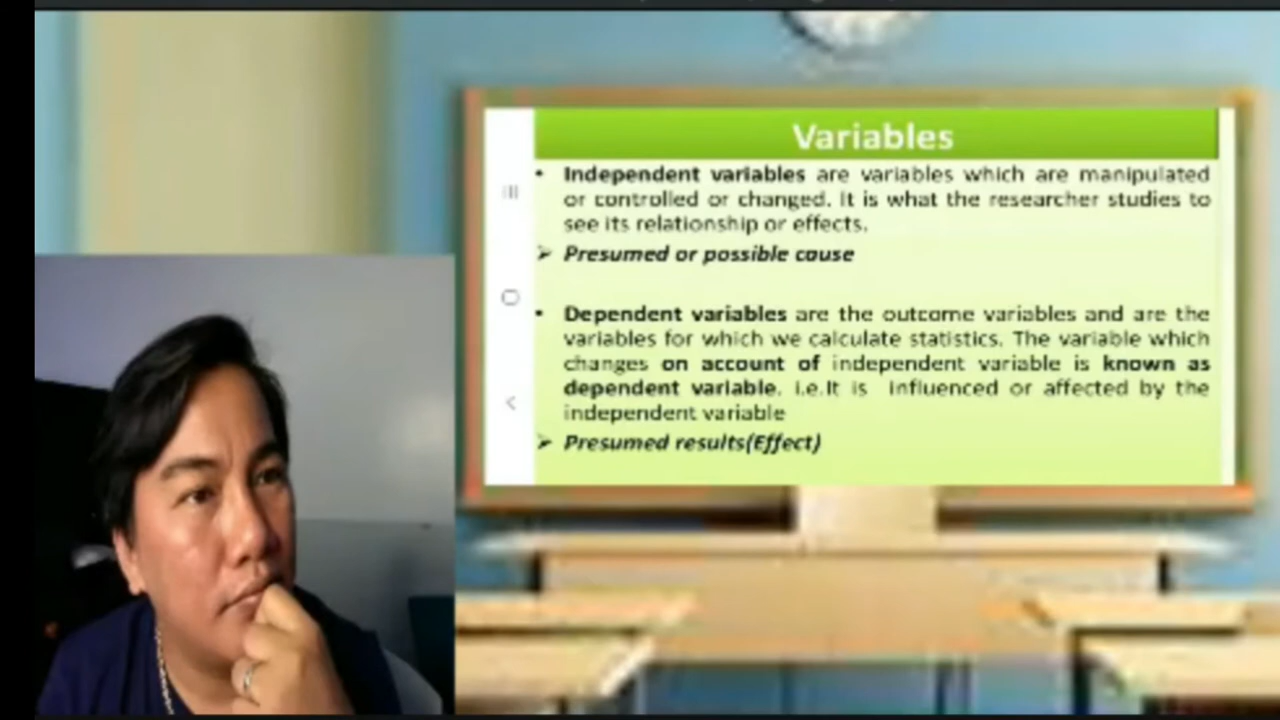 Variables
• Independent variables are variables which are manipulated
or controlled or changed. It is what the researcher studies to
see its relationship or effects.
➢ Presumed or possible cause
• Dependent variables are the outcome variables and are the
variables for which we calculate statistics. The variable which
changes on account of independent variable is known as
dependent variable. i.e.It is influenced or affected by the
independent variable
➢ Presumed results(Effect)